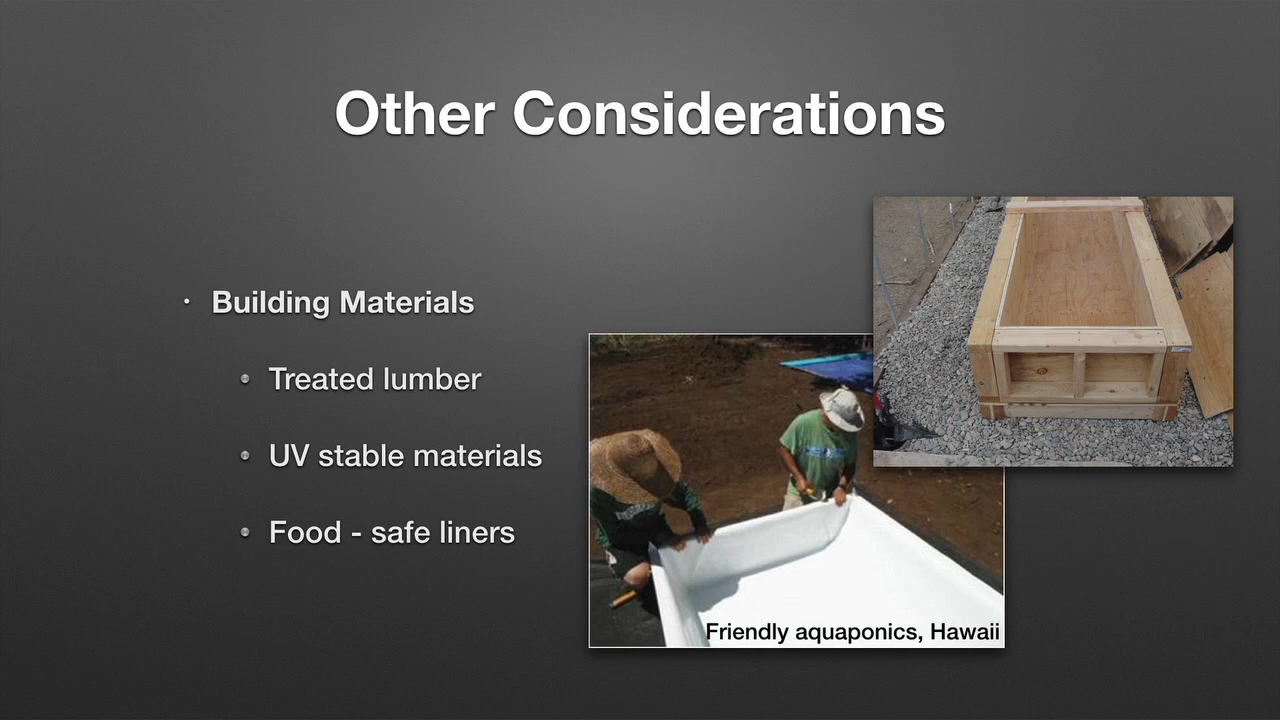 Other Considerations
Building Materials
Treated lumber
UV stable materials
Food - safe liners
Friendly aquaponics, Hawaii